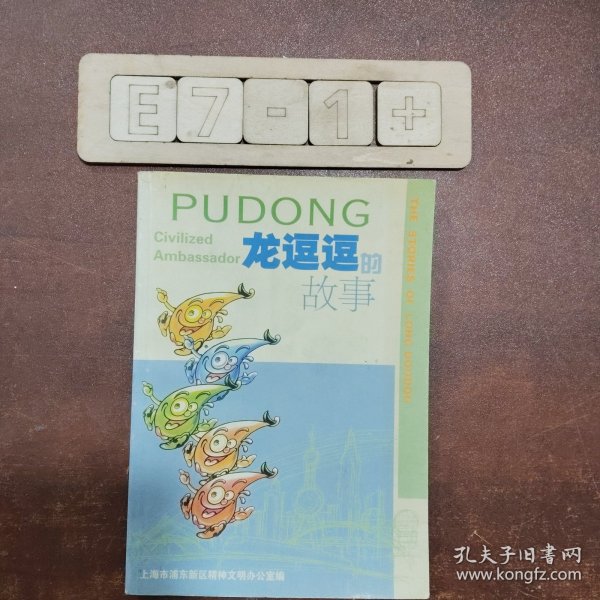 E7-1+
PUDONG
Civilized
Ambassador
龙逗逗的
故事
THE STORIES OF LONG DOUDOU
上海市浦东新区精神文明办公室编
孔夫子旧书网
www.kongfz.com